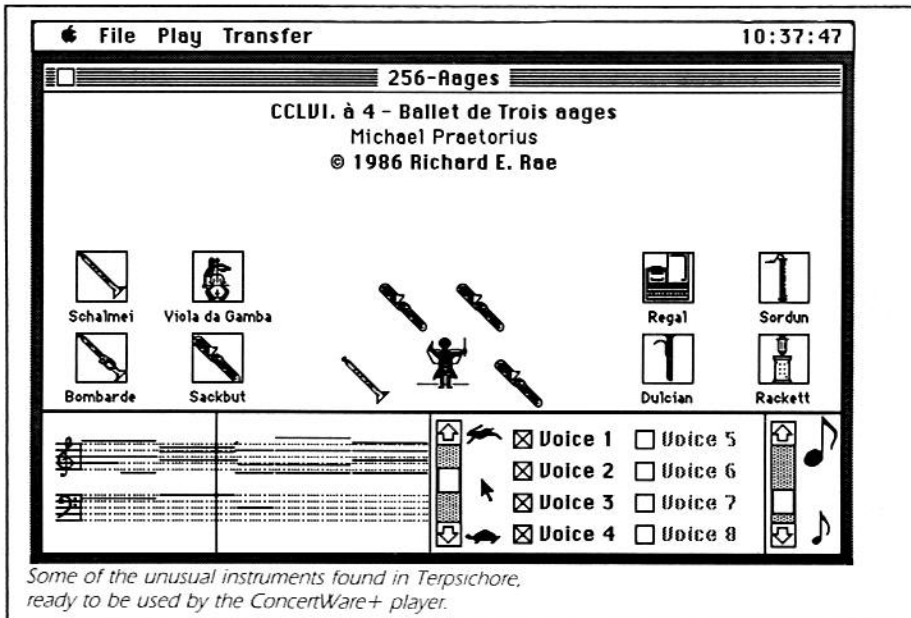 File Play Transfer 10:37:47
256-Aages
CCLVI. à 4 - Ballet de Trois aages
Michael Praetorius
© 1986 Richard E. Rae
Schalmei Viola da Gamba Regal Sordun
Bombarde Sackbut Dulcian Rackett
Voice 1 Voice 5
Voice 2 Voice 6
Voice 3 Voice 7
Voice 4 Voice 8
Some of the unusual instruments found in Terpsichore,
ready to be used by the ConcertWare+ player.